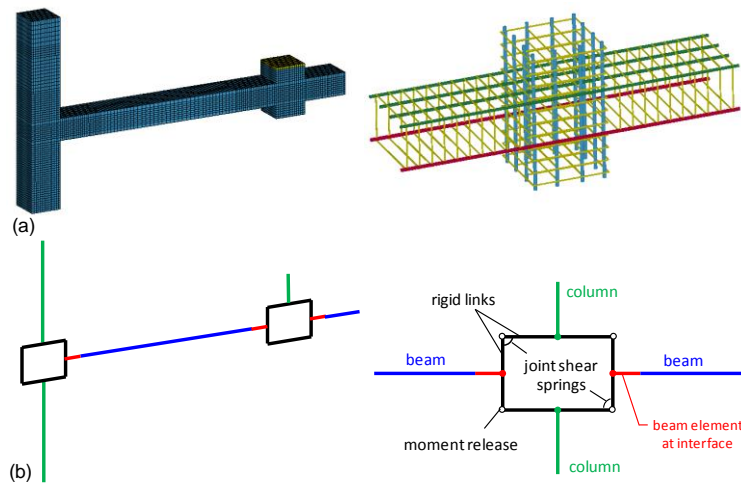 (a)
rigid links
column
beam
joint shear
springs
beam
moment release
beam element
at interface
column
(b)